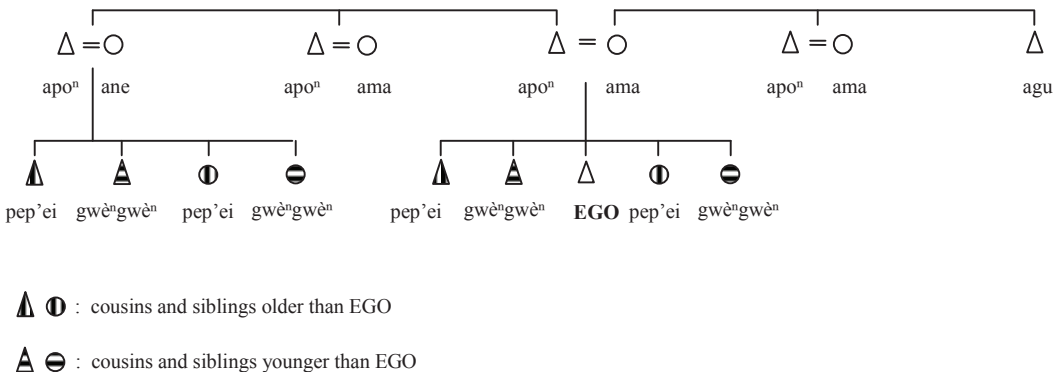 apoⁿ ane apoⁿ ama apoⁿ ama apoⁿ ama agu
pep’ei gwèⁿgwèⁿ pep’ei gwèⁿgwèⁿ pep’ei gwèⁿgwèⁿ EGO pep’ei gwèⁿgwèⁿ
: cousins and siblings older than EGO
: cousins and siblings younger than EGO